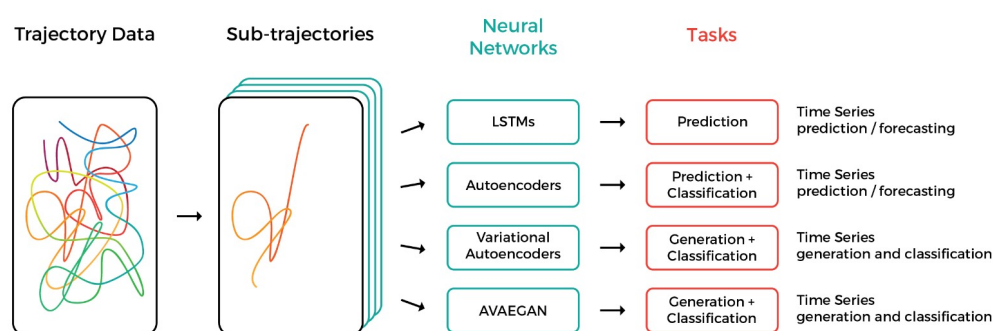 Trajectory Data
Sub-trajectories
Neural
Networks
Tasks
LSTMs
Prediction
Time Series
prediction / forecasting
Autoencoders
Prediction +
Classification
Time Series
prediction / forecasting
Variational
Autoencoders
Generation +
Classification
Time Series
generation and classification
AVAEGAN
Generation +
Classification
Time Series
generation and classification